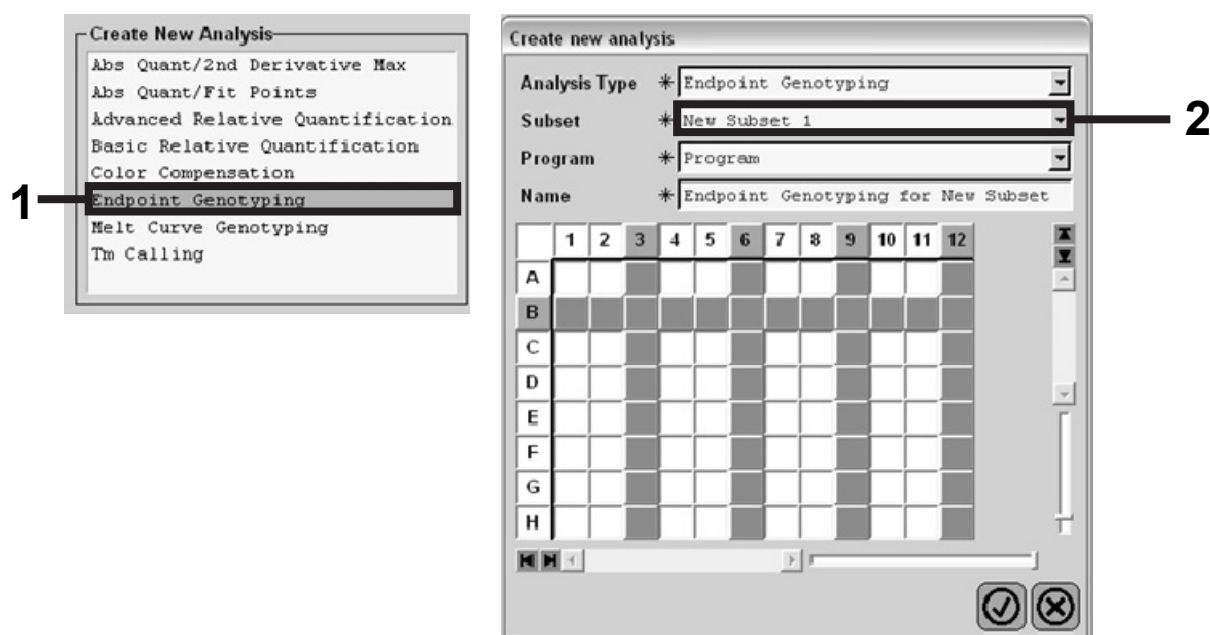 Create New Analysis
Abs Quant/2nd Derivative Max
Abs Quant/Fit Points
Advanced Relative Quantification
Basic Relative Quantification
Color Compensation
1
Endpoint Genotyping
Melt Curve Genotyping
Tm Calling
Create new analysis
Analysis Type * Endpoint Genotyping
Subset * New Subset 1
2
Program * Program
Name * Endpoint Genotyping for New Subset
1 2 3 4 5 6 7 8 9 10 11 12
A
B
C
D
E
F
G
H